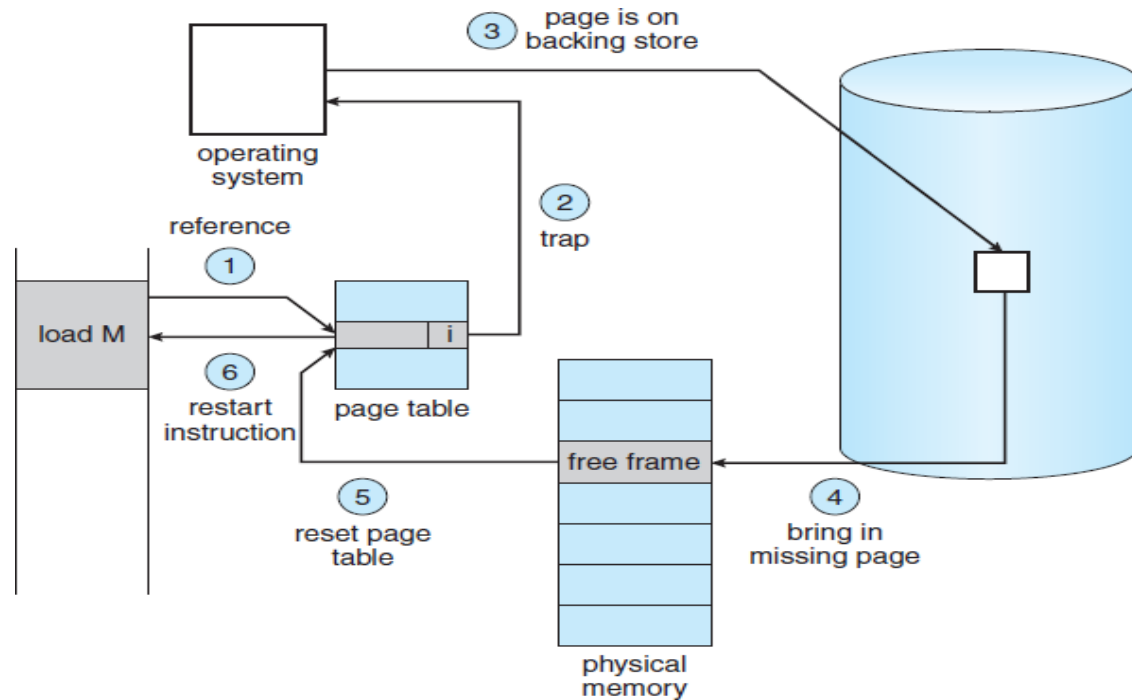 3
page is on
backing store
operating
system
reference
1
2
trap
load M
i
6
restart
instruction
page table
free frame
5
reset page
table
4
bring in
missing page
physical
memory